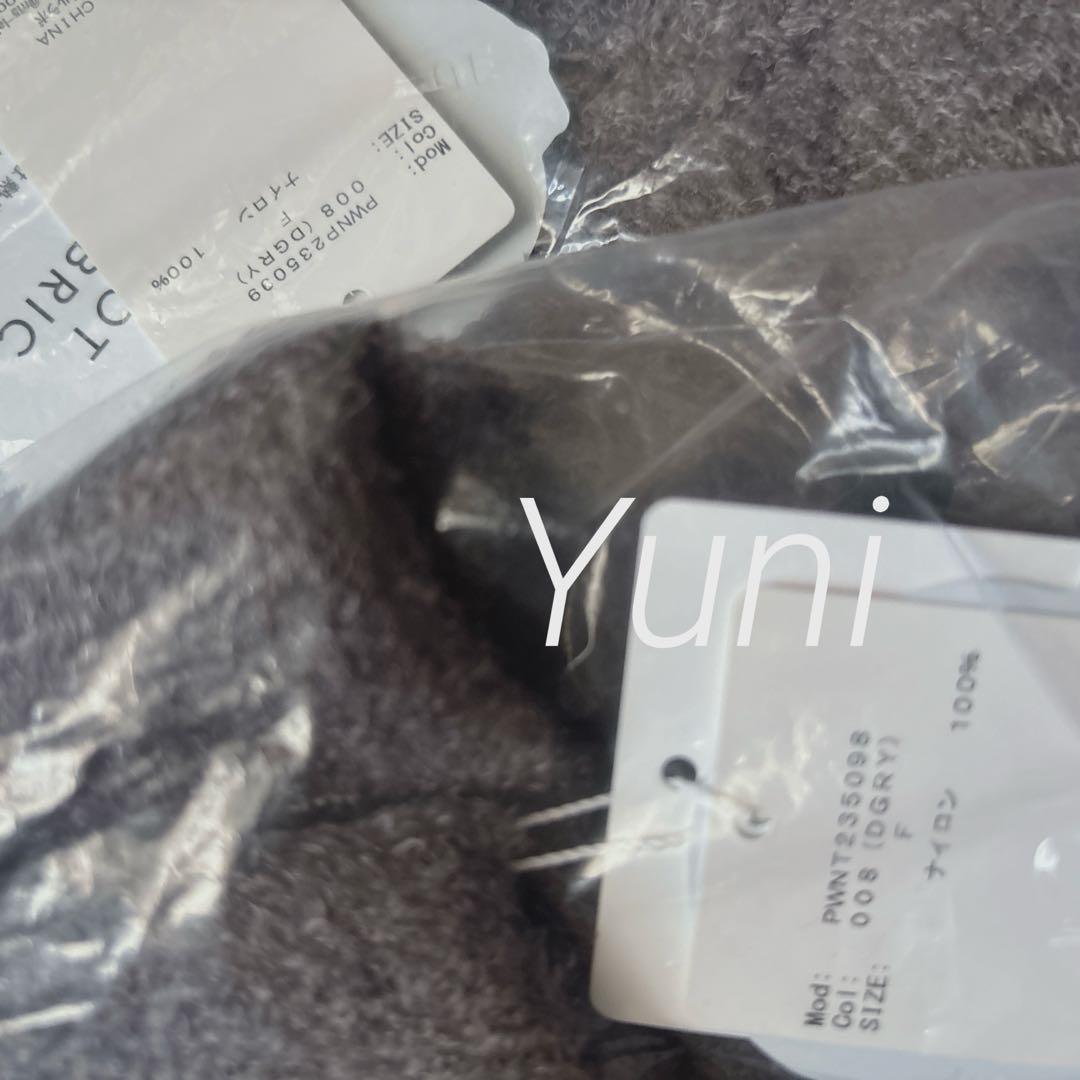 CHINA
Mod: PWNP235039
Col: 008 (DGRY)
SIZE: F
ナイロン 100%
Yuni
Mod: PWNT235098
Col: 008 (DGRY)
SIZE: F
ナイロン 100%